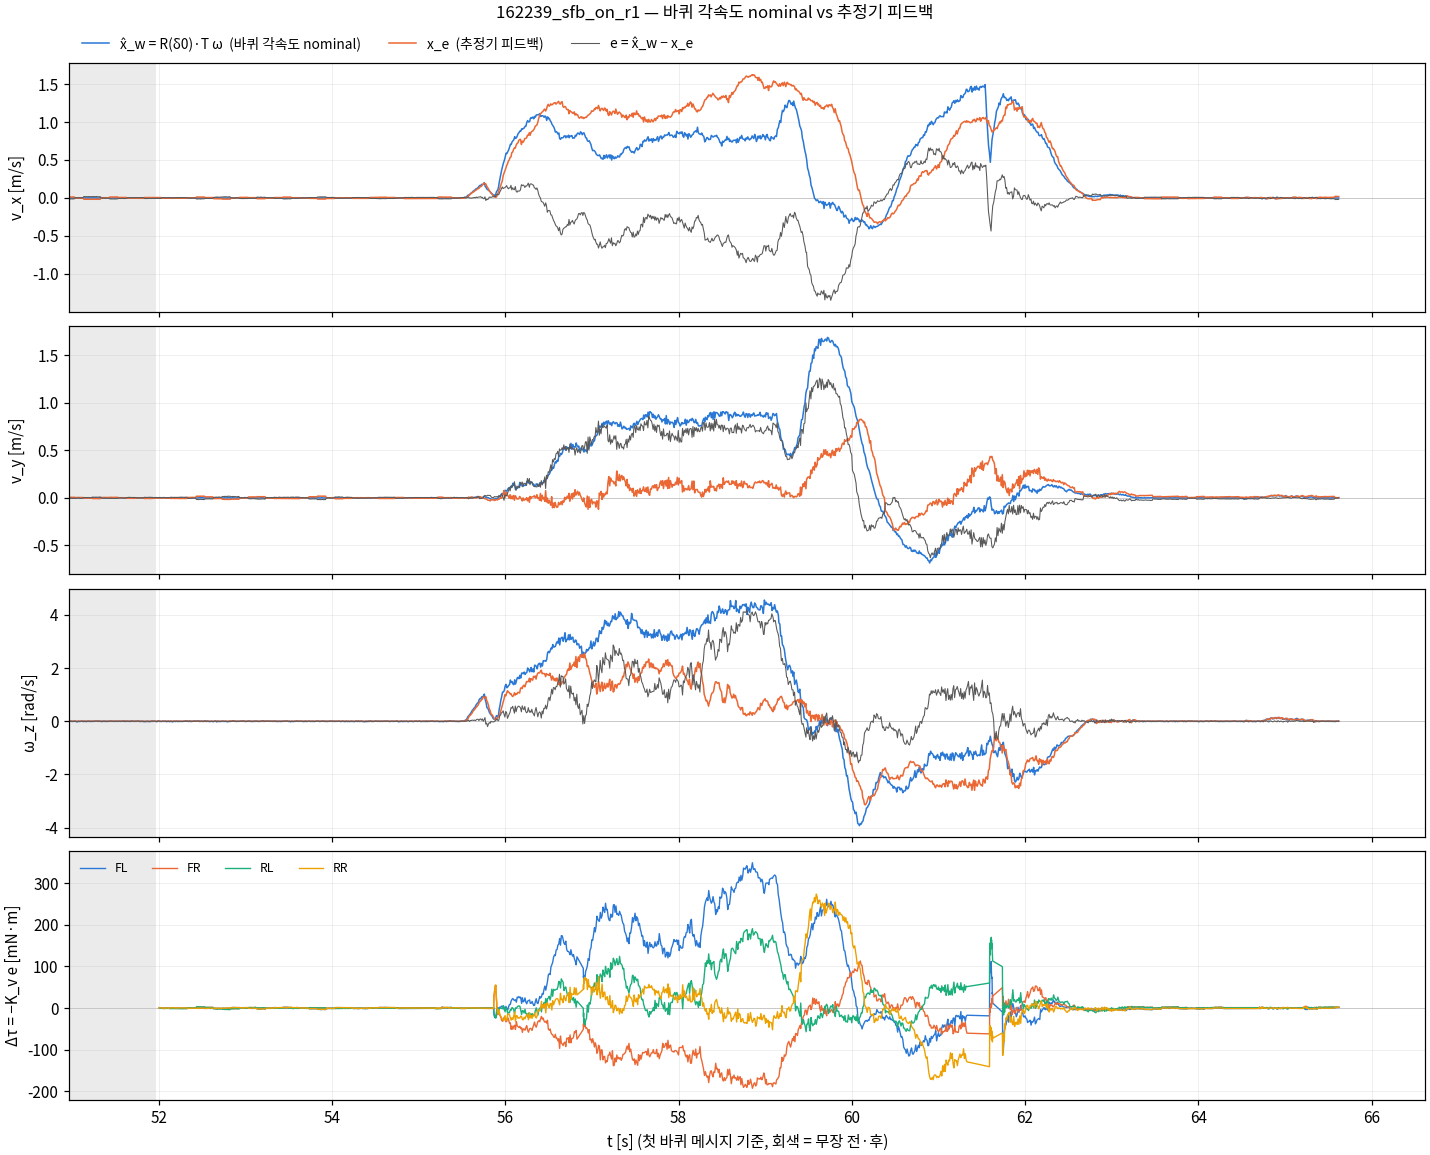 162239_sfb_on_r1 — 바퀴 각속도 nominal vs 추정기 피드백
x̂_w = R(δ0)·T ω (바퀴 각속도 nominal) x_e (추정기 피드백) e = x̂_w − x_e
v_x [m/s]
1.5
1.0
0.5
0.0
-0.5
-1.0
v_y [m/s]
1.5
1.0
0.5
0.0
-0.5
ω_z [rad/s]
4
2
0
-2
-4
FL FR RL RR
Δτ = −K_v e [mN·m]
300
200
100
0
-100
-200
52 54 56 58 60 62 64 66
t [s] (첫 바퀴 메시지 기준, 회색 = 무장 전·후)